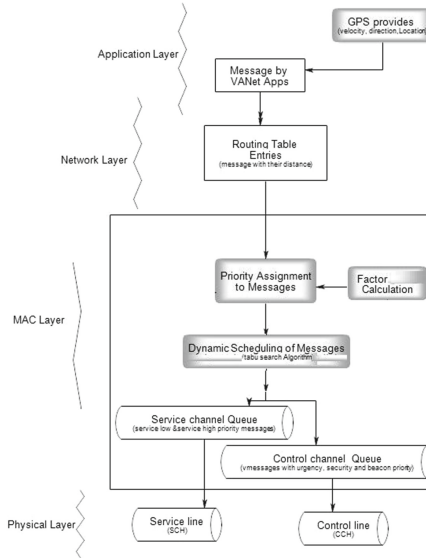 GPS provides
(velocity, direction,Location)
Application Layer
Message by
VANet Apps
Routing Table
Entries
(message with their distance)
Network Layer
Priority Assignment
to Messages
Factor
Calculation
MAC Layer
Dynamic Scheduling of Messages
/tabu search Algorithm
Service channel Queue
(service low &service high priority messages)
Control channel Queue
(vmessages with urgency, security and beacon priority)
Physical Layer
Service line
(SCH)
Control line
(CCH)